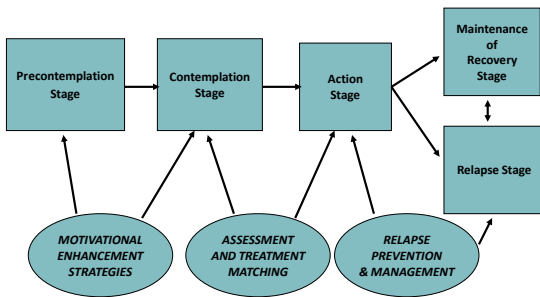 Precontemplation
Stage
Contemplation
Stage
Action
Stage
Maintenance
of
Recovery
Stage
Relapse Stage
MOTIVATIONAL
ENHANCEMENT
STRATEGIES
ASSESSMENT
AND TREATMENT
MATCHING
RELAPSE
PREVENTION
& MANAGEMENT